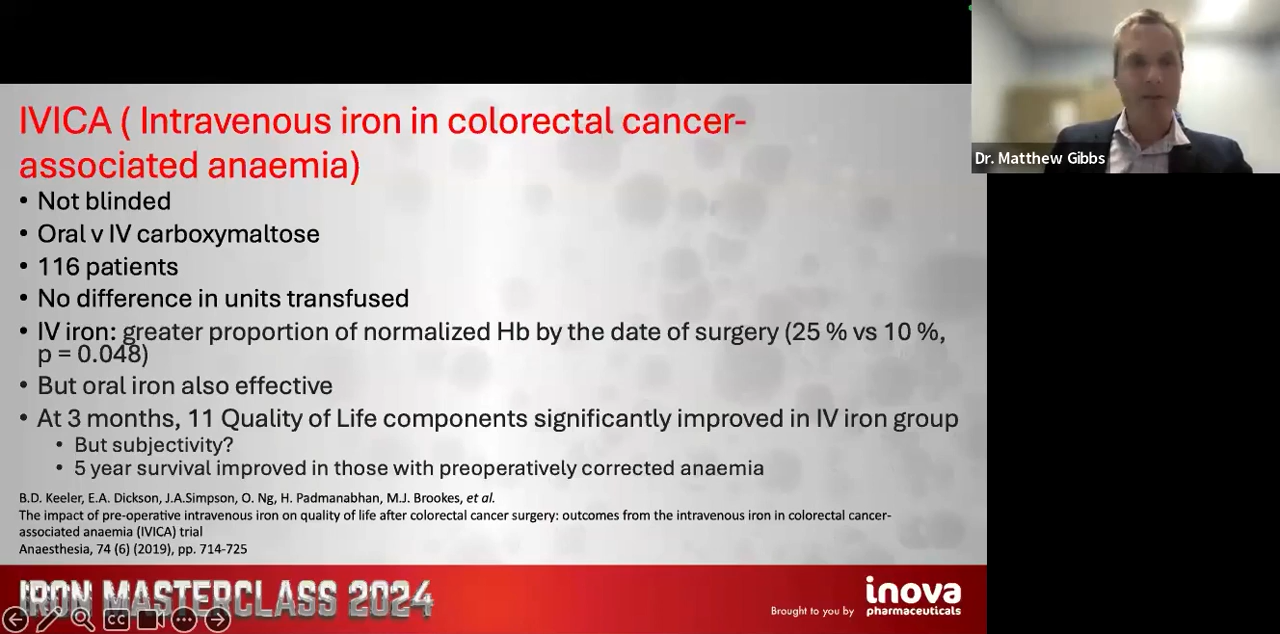 IVICA ( Intravenous iron in colorectal cancer-
associated anaemia)
• Not blinded
• Oral v IV carboxymaltose
• 116 patients
• No difference in units transfused
• IV iron: greater proportion of normalized Hb by the date of surgery (25 % vs 10 %,
p = 0.048)
• But oral iron also effective
• At 3 months, 11 Quality of Life components significantly improved in IV iron group
• But subjectivity?
• 5 year survival improved in those with preoperatively corrected anaemia
B.D. Keeler, E.A. Dickson, J.A.Simpson, O. Ng, H. Padmanabhan, M.J. Brookes, et al.
The impact of pre-operative intravenous iron on quality of life after colorectal cancer surgery: outcomes from the intravenous iron in colorectal cancer-
associated anaemia (IVICA) trial
Anaesthesia, 74 (6) (2019), pp. 714-725
IRON MASTERCLASS 2024
Brought to you by
inova
pharmaceuticals
CC
Dr. Matthew Gibbs